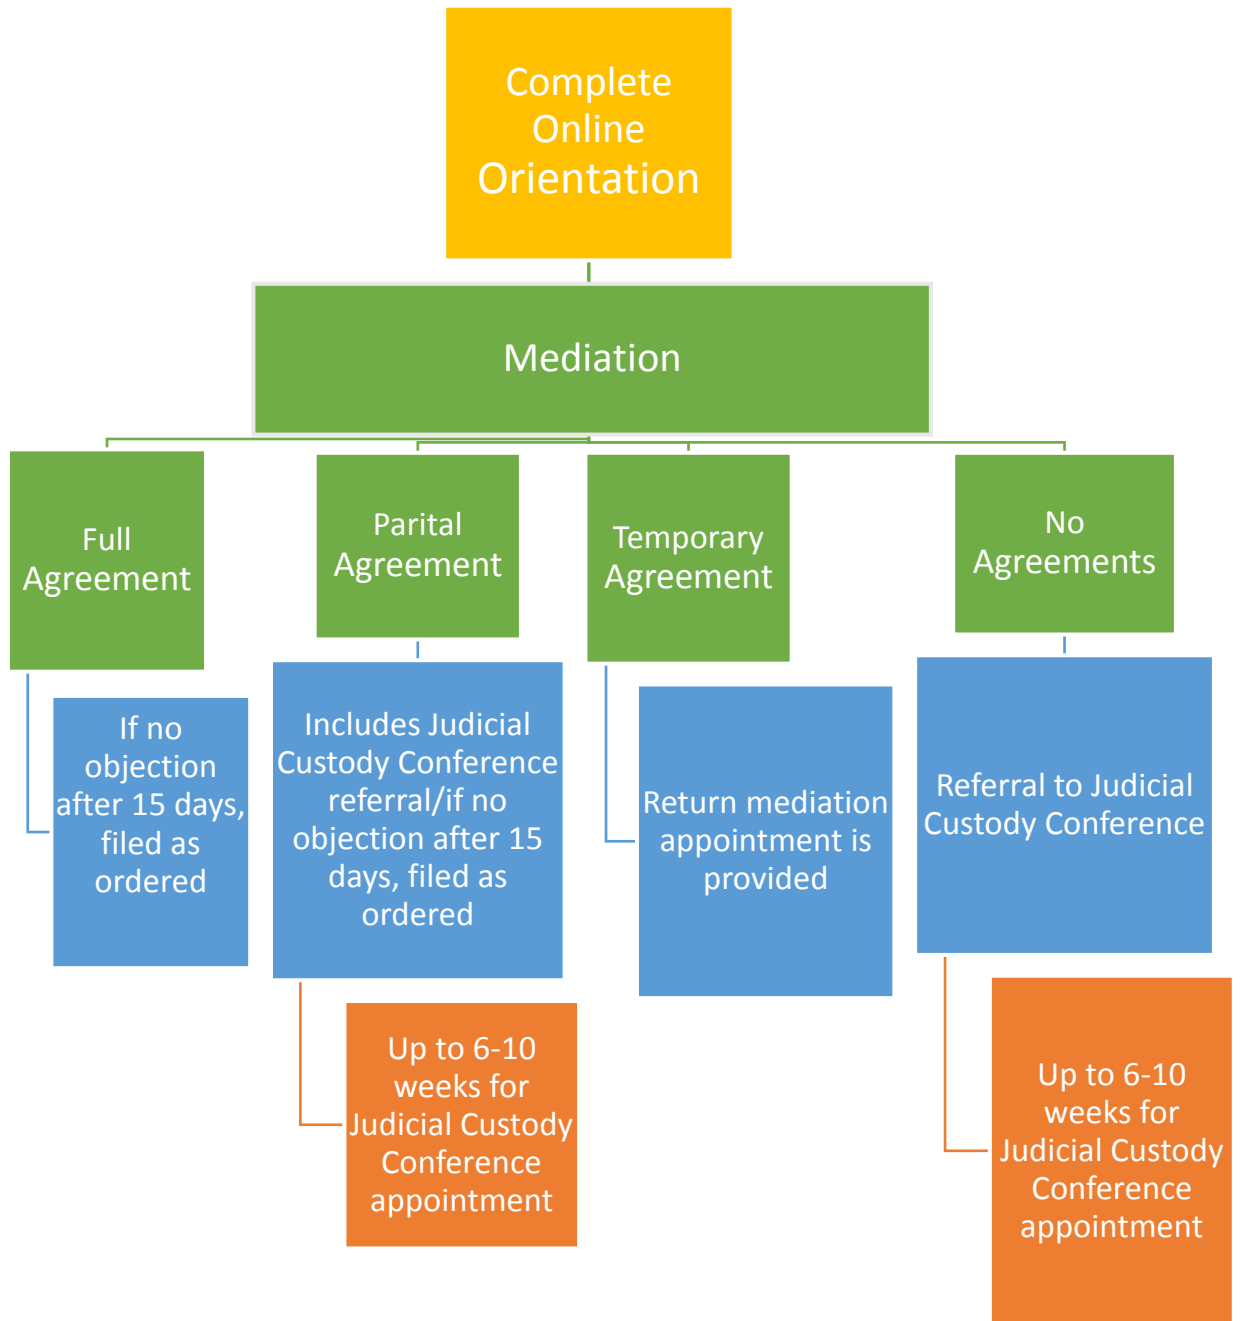 Complete
Online
Orientation
Mediation
Full
Agreement
Parital
Agreement
Temporary
Agreement
No
Agreements
If no
objection
after 15 days,
filed as
ordered
Includes Judicial
Custody Conference
referral/if no
objection after 15
days, filed as
ordered
Return mediation
appointment is
provided
Referral to Judicial
Custody Conference
Up to 6-10
weeks for
Judicial Custody
Conference
appointment
Up to 6-10
weeks for
Judicial Custody
Conference
appointment